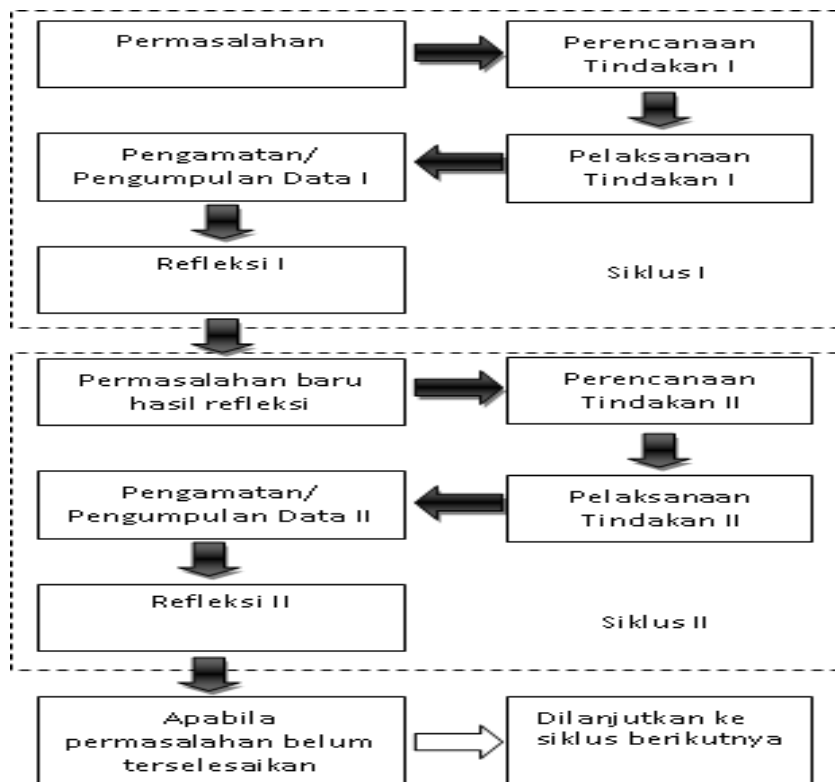 Permasalahan
Perencanaan
Tindakan I
Pengamatan/
Pengumpulan Data I
Pelaksanaan
Tindakan I
Refleksi I
Siklus I
Permasalahan baru
hasil refleksi
Perencanaan
Tindakan II
Pengamatan/
Pengumpulan Data II
Pelaksanaan
Tindakan II
Refleksi II
Siklus II
Apabila
permasalahan belum
terselesaikan
Dilanjutkan ke
siklus berikutnya